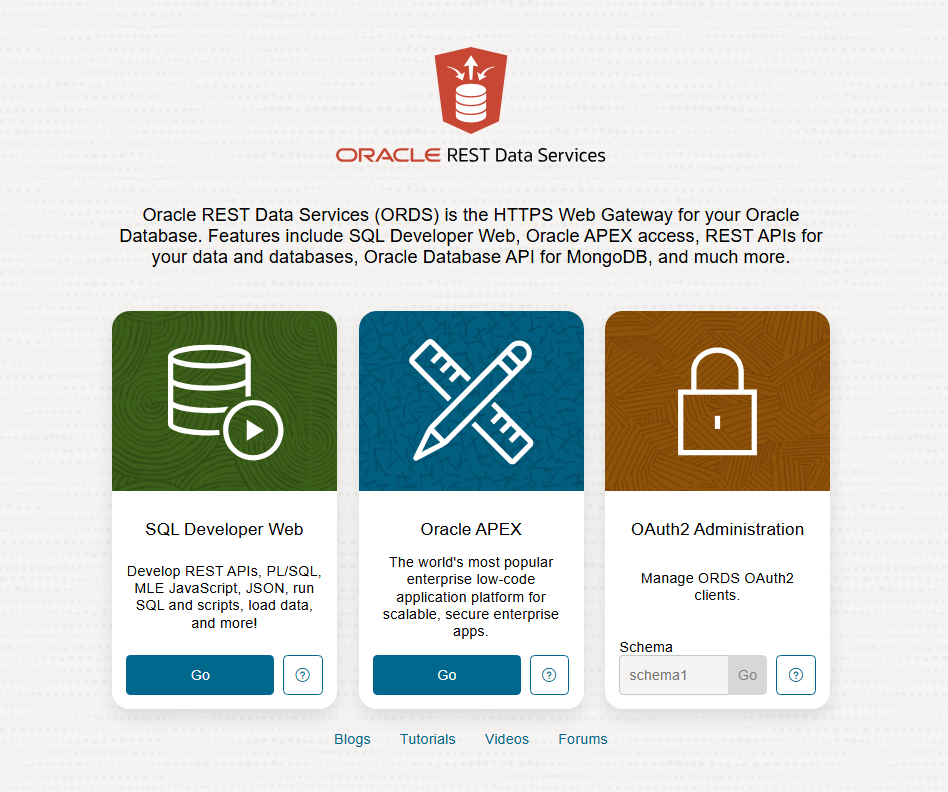 ORACLE REST Data Services
Oracle REST Data Services (ORDS) is the HTTPS Web Gateway for your Oracle
Database. Features include SQL Developer Web, Oracle APEX access, REST APIs for
your data and databases, Oracle Database API for MongoDB, and much more.
SQL Developer Web
Develop REST APIs, PL/SQL,
MLE JavaScript, JSON, run
SQL and scripts, load data,
and more!
Go
?
Oracle APEX
The world's most popular
enterprise low-code
application platform for
scalable, secure enterprise
apps.
Go
?
OAuth2 Administration
Manage ORDS OAuth2
clients.
Schema
schema1
Go
?
Blogs
Tutorials
Videos
Forums